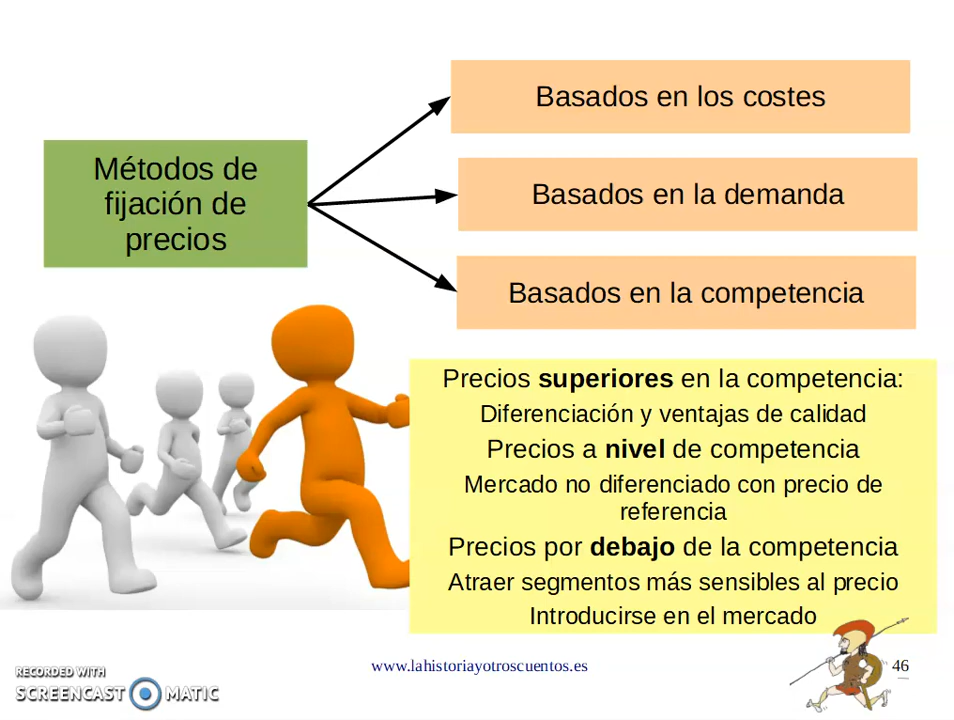 Métodos de
fijación de
precios
Basados en los costes
Basados en la demanda
Basados en la competencia
Precios superiores en la competencia:
Diferenciación y ventajas de calidad
Precios a nivel de competencia
Mercado no diferenciado con precio de
referencia
Precios por debajo de la competencia
Atraer segmentos más sensibles al precio
Introducirse en el mercado
www.lahistoriayotroscuentos.es
46
RECORDED WITH
SCREENCAST MATIC